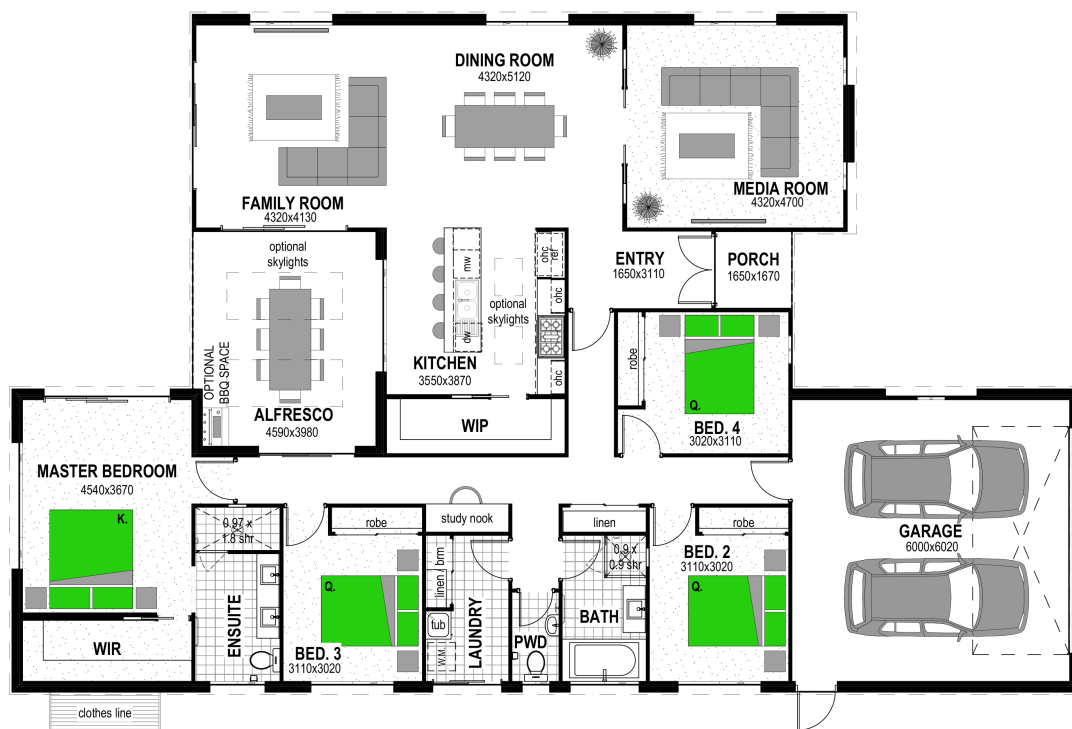 DINING ROOM
4320x5120
FAMILY ROOM
4320x4130
MEDIA ROOM
4320x4700
optional
skylights
OPTIONAL
BBQ SPACE
ALFRESCO
4590x3980
mw
dw
optional
skylights
ohc
ref
ohc
ohc
KITCHEN
3550x3870
WIP
ENTRY
1650x3110
PORCH
1650x1670
robe
Q.
BED. 4
3020x3110
MASTER BEDROOM
4540x3670
K.
WIR
0.97 x
1.8 shr
ENSUITE
robe
Q.
BED. 3
3110x3020
study nook
linen / brm
tub
W.M.
LAUNDRY
PWD
linen
0.9 x
0.9 shr
BATH
robe
BED. 2
3110x3020
Q.
GARAGE
6000x6020
clothes line